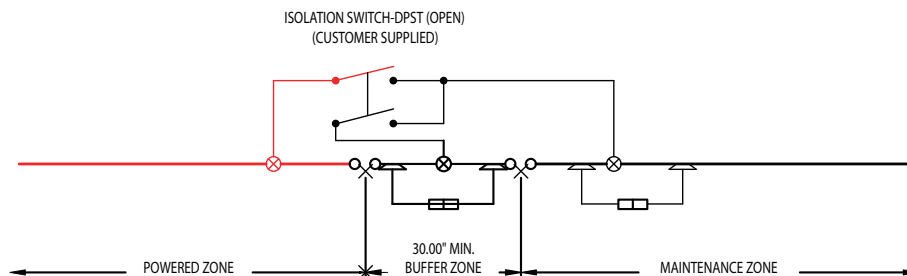 ISOLATION SWITCH-DPST (OPEN)
(CUSTOMER SUPPLIED)
30.00" MIN.
POWERED ZONE
BUFFER ZONE
MAINTENANCE ZONE